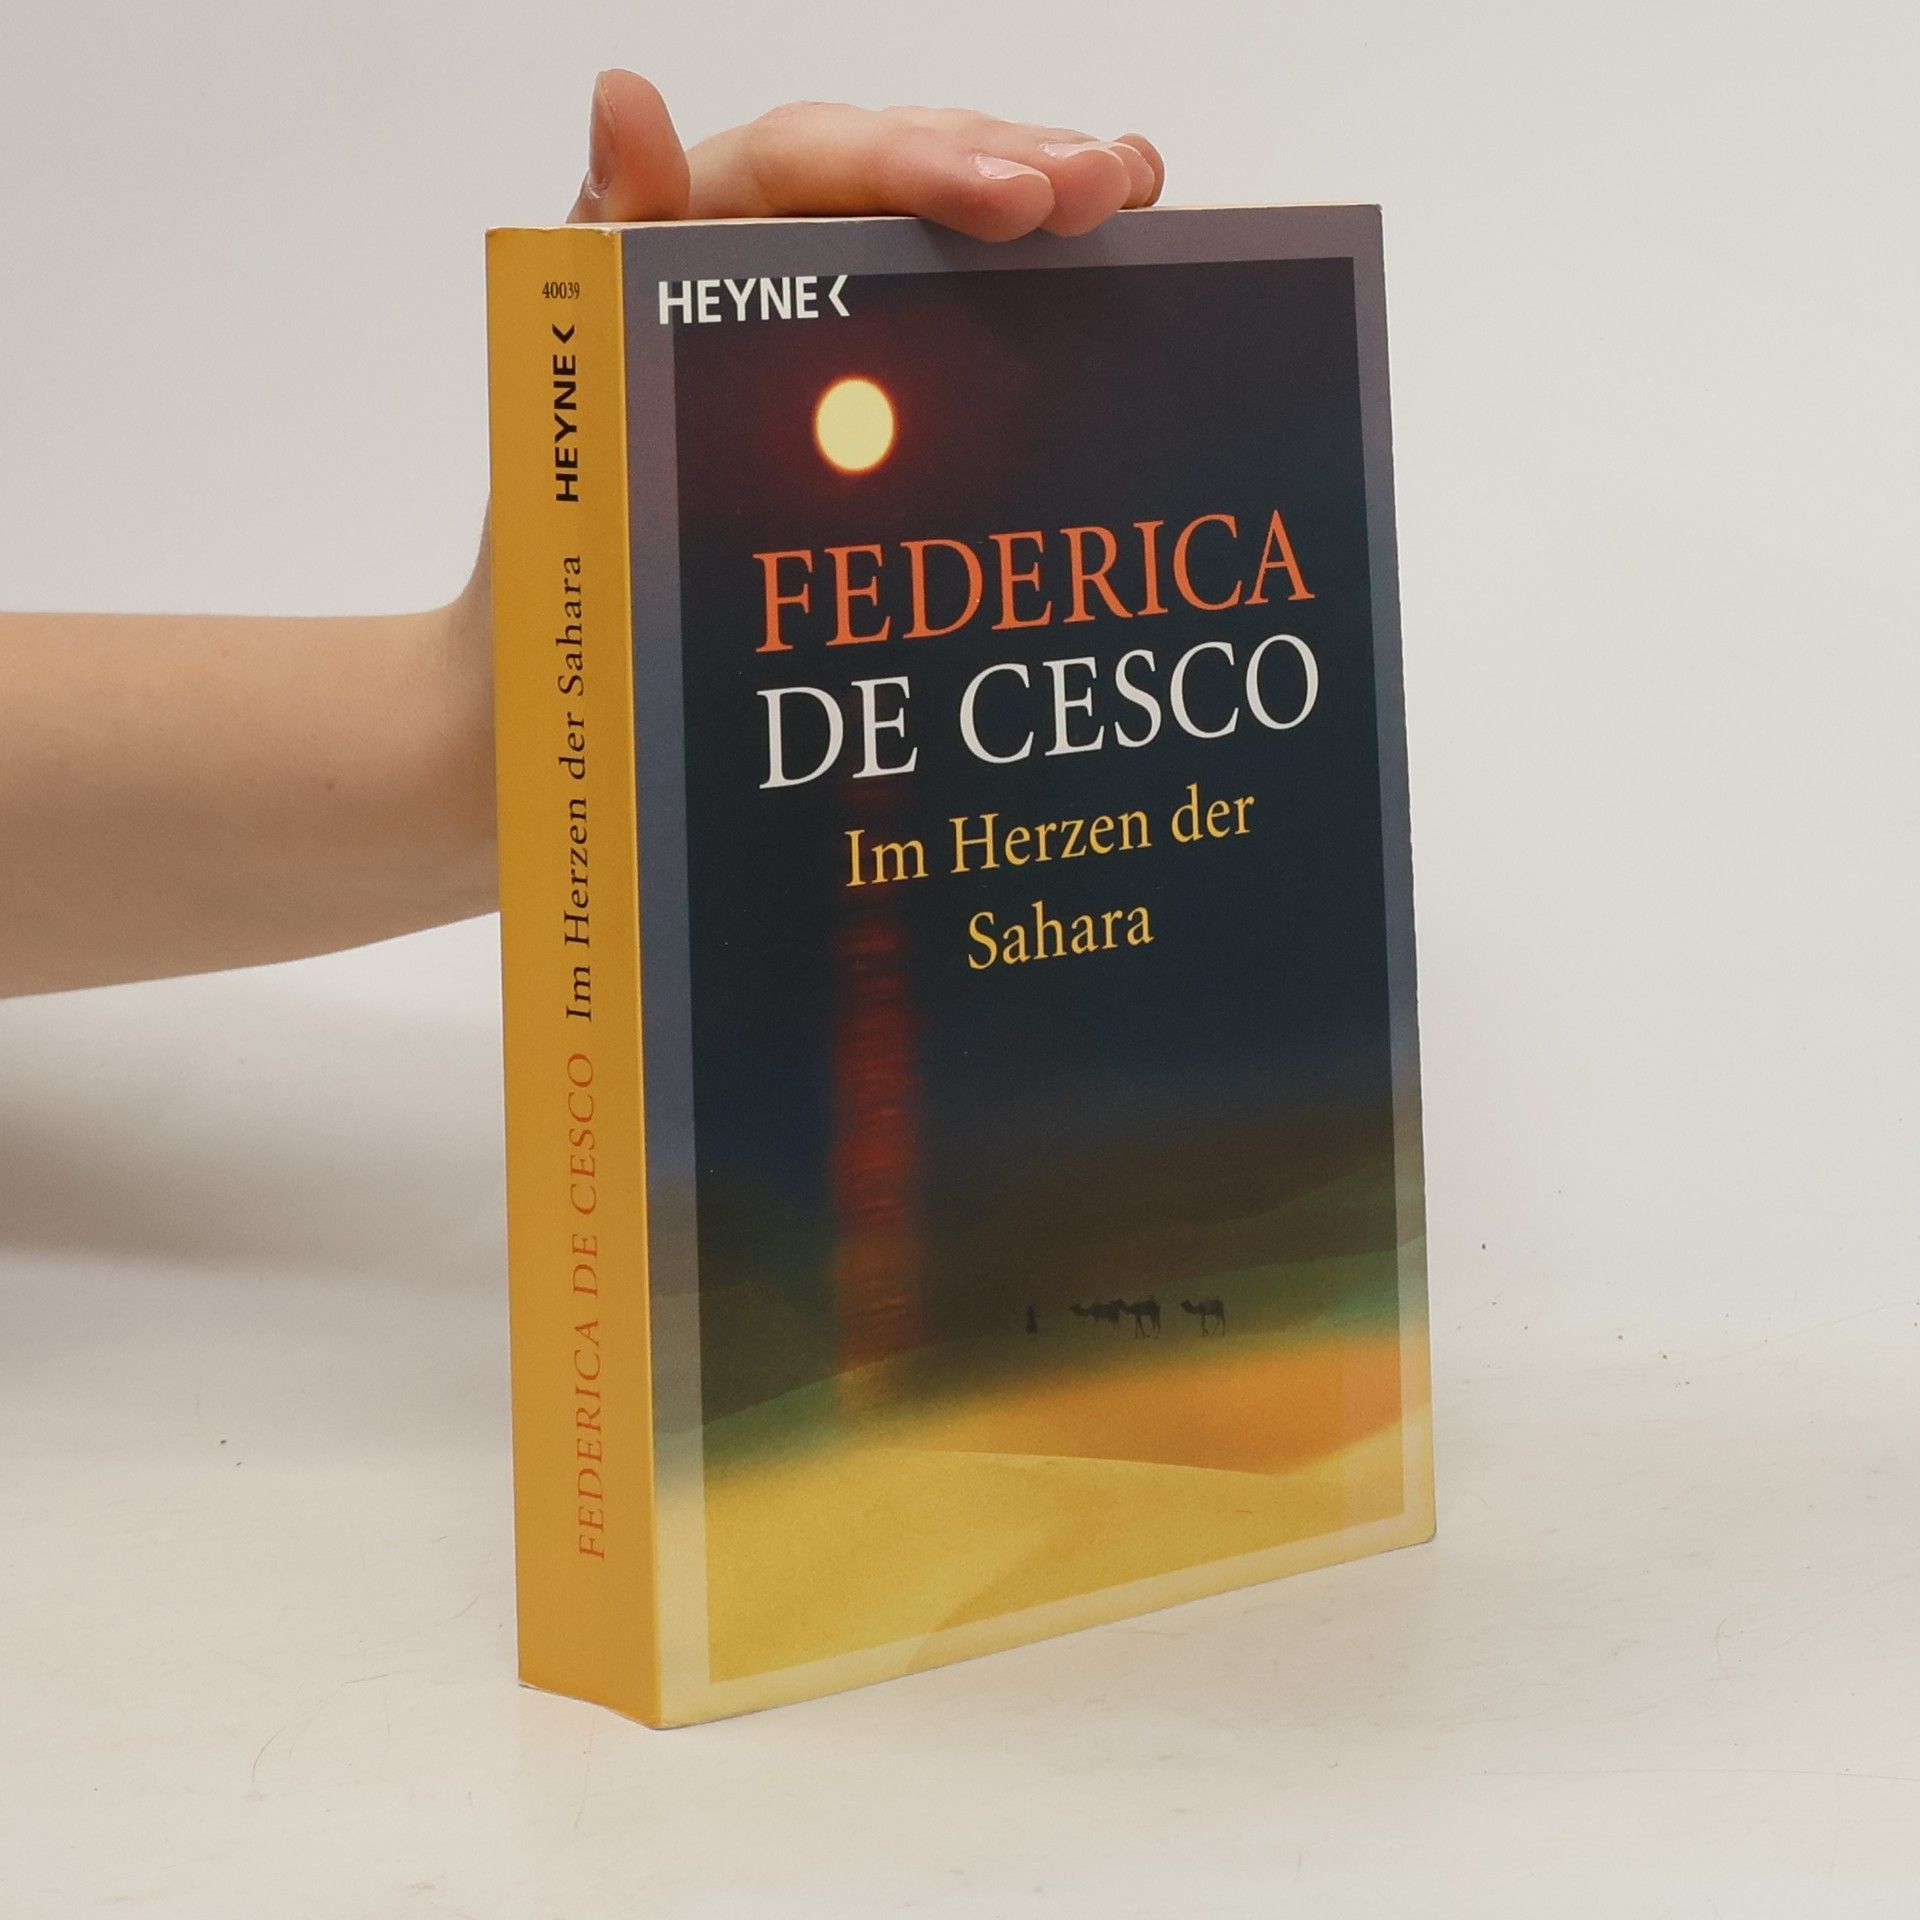 40039
HEYNE<
Im Herzen der Sahara
FEDERICA DE CESCO
HEYNE<
FEDERICA
DE CESCO
Im Herzen der
Sahara